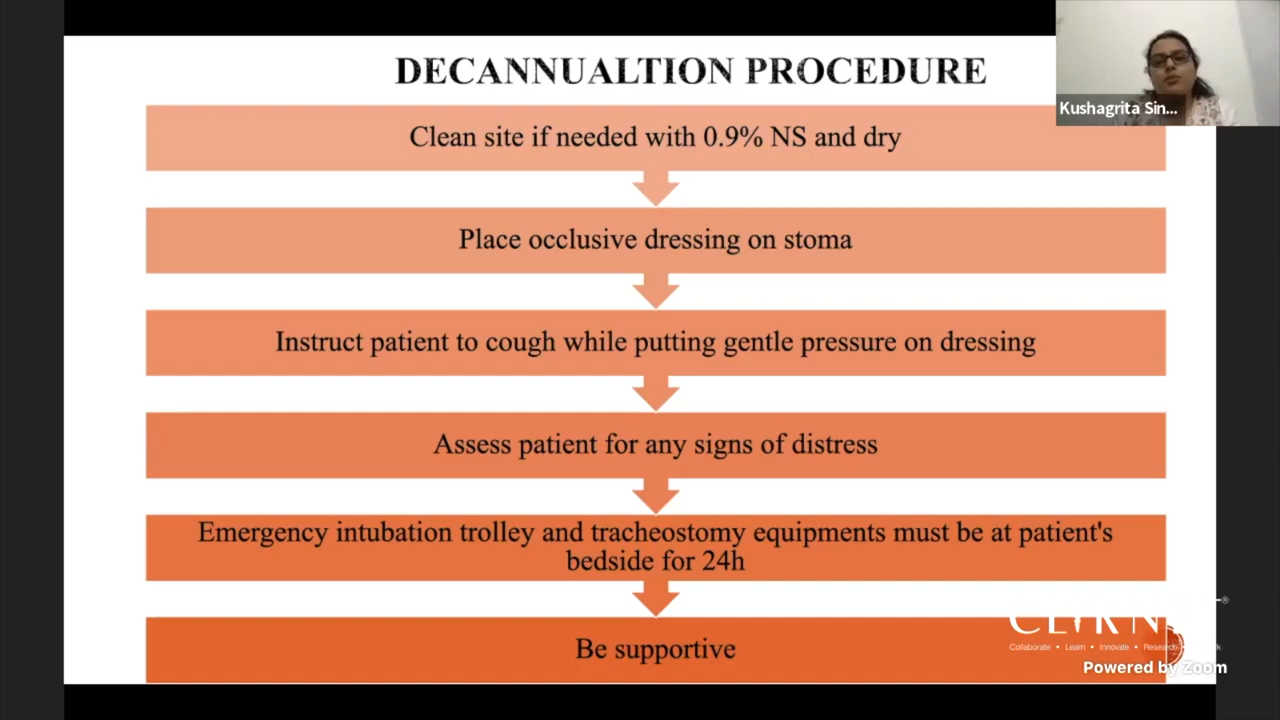 DECANNUALTION PROCEDURE
Kushagrita Sin...
Clean site if needed with 0.9% NS and dry
Place occlusive dressing on stoma
Instruct patient to cough while putting gentle pressure on dressing
Assess patient for any signs of distress
Emergency intubation trolley and tracheostomy equipments must be at patient's
bedside for 24h
Be supportive
Collaborate • Learn • Innovate •
Powered by Zoom